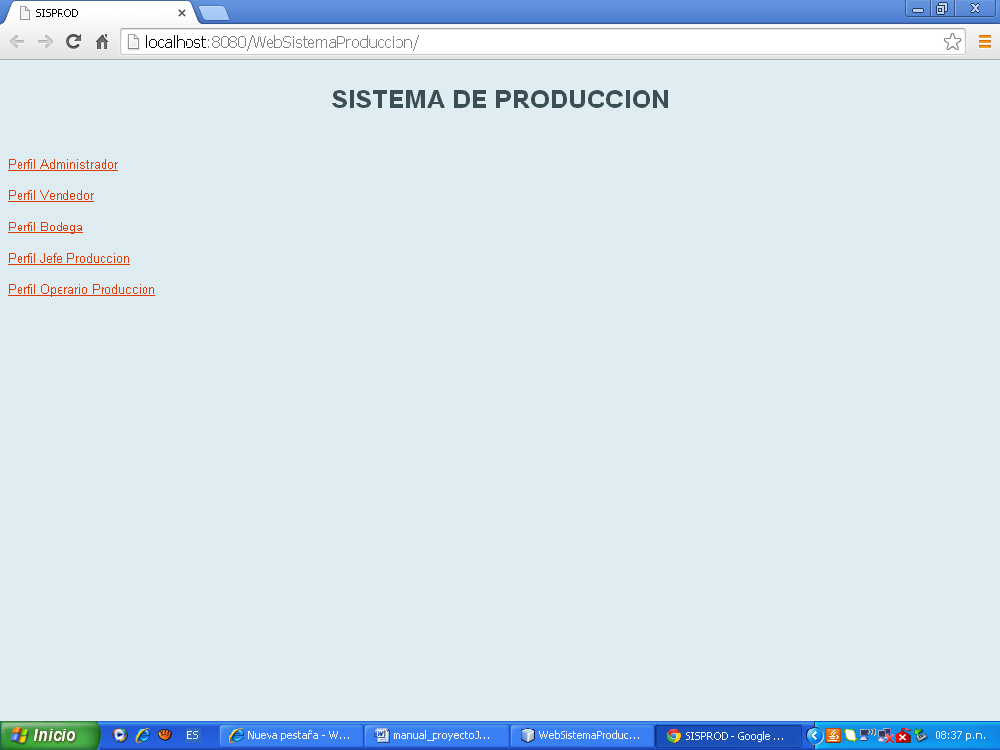 SISPROD
localhost:8080/WebSistemaProduccion/
SISTEMA DE PRODUCCION
Perfil Administrador
Perfil Vendedor
Perfil Bodega
Perfil Jefe Produccion
Perfil Operario Produccion
Inicio
ES
Nueva pestaña - W...
manual_proyectoJ...
WebSistemaProduc...
SISPROD - Google ...
08:37 p.m.